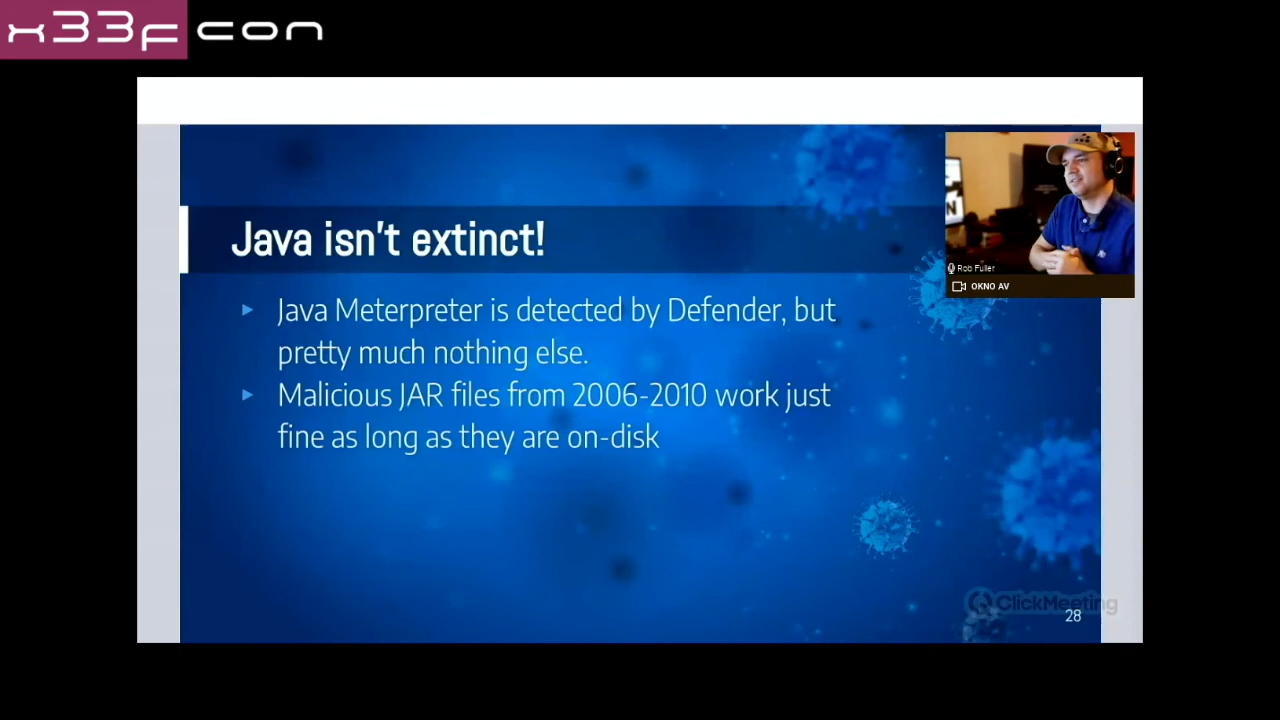 x33fcon
Java isn't extinct!
Rob Fuller
OKNO AV
Java Meterpreter is detected by Defender, but
pretty much nothing else.
Malicious JAR files from 2006-2010 work just
fine as long as they are on-disk
ClickMeeting
28